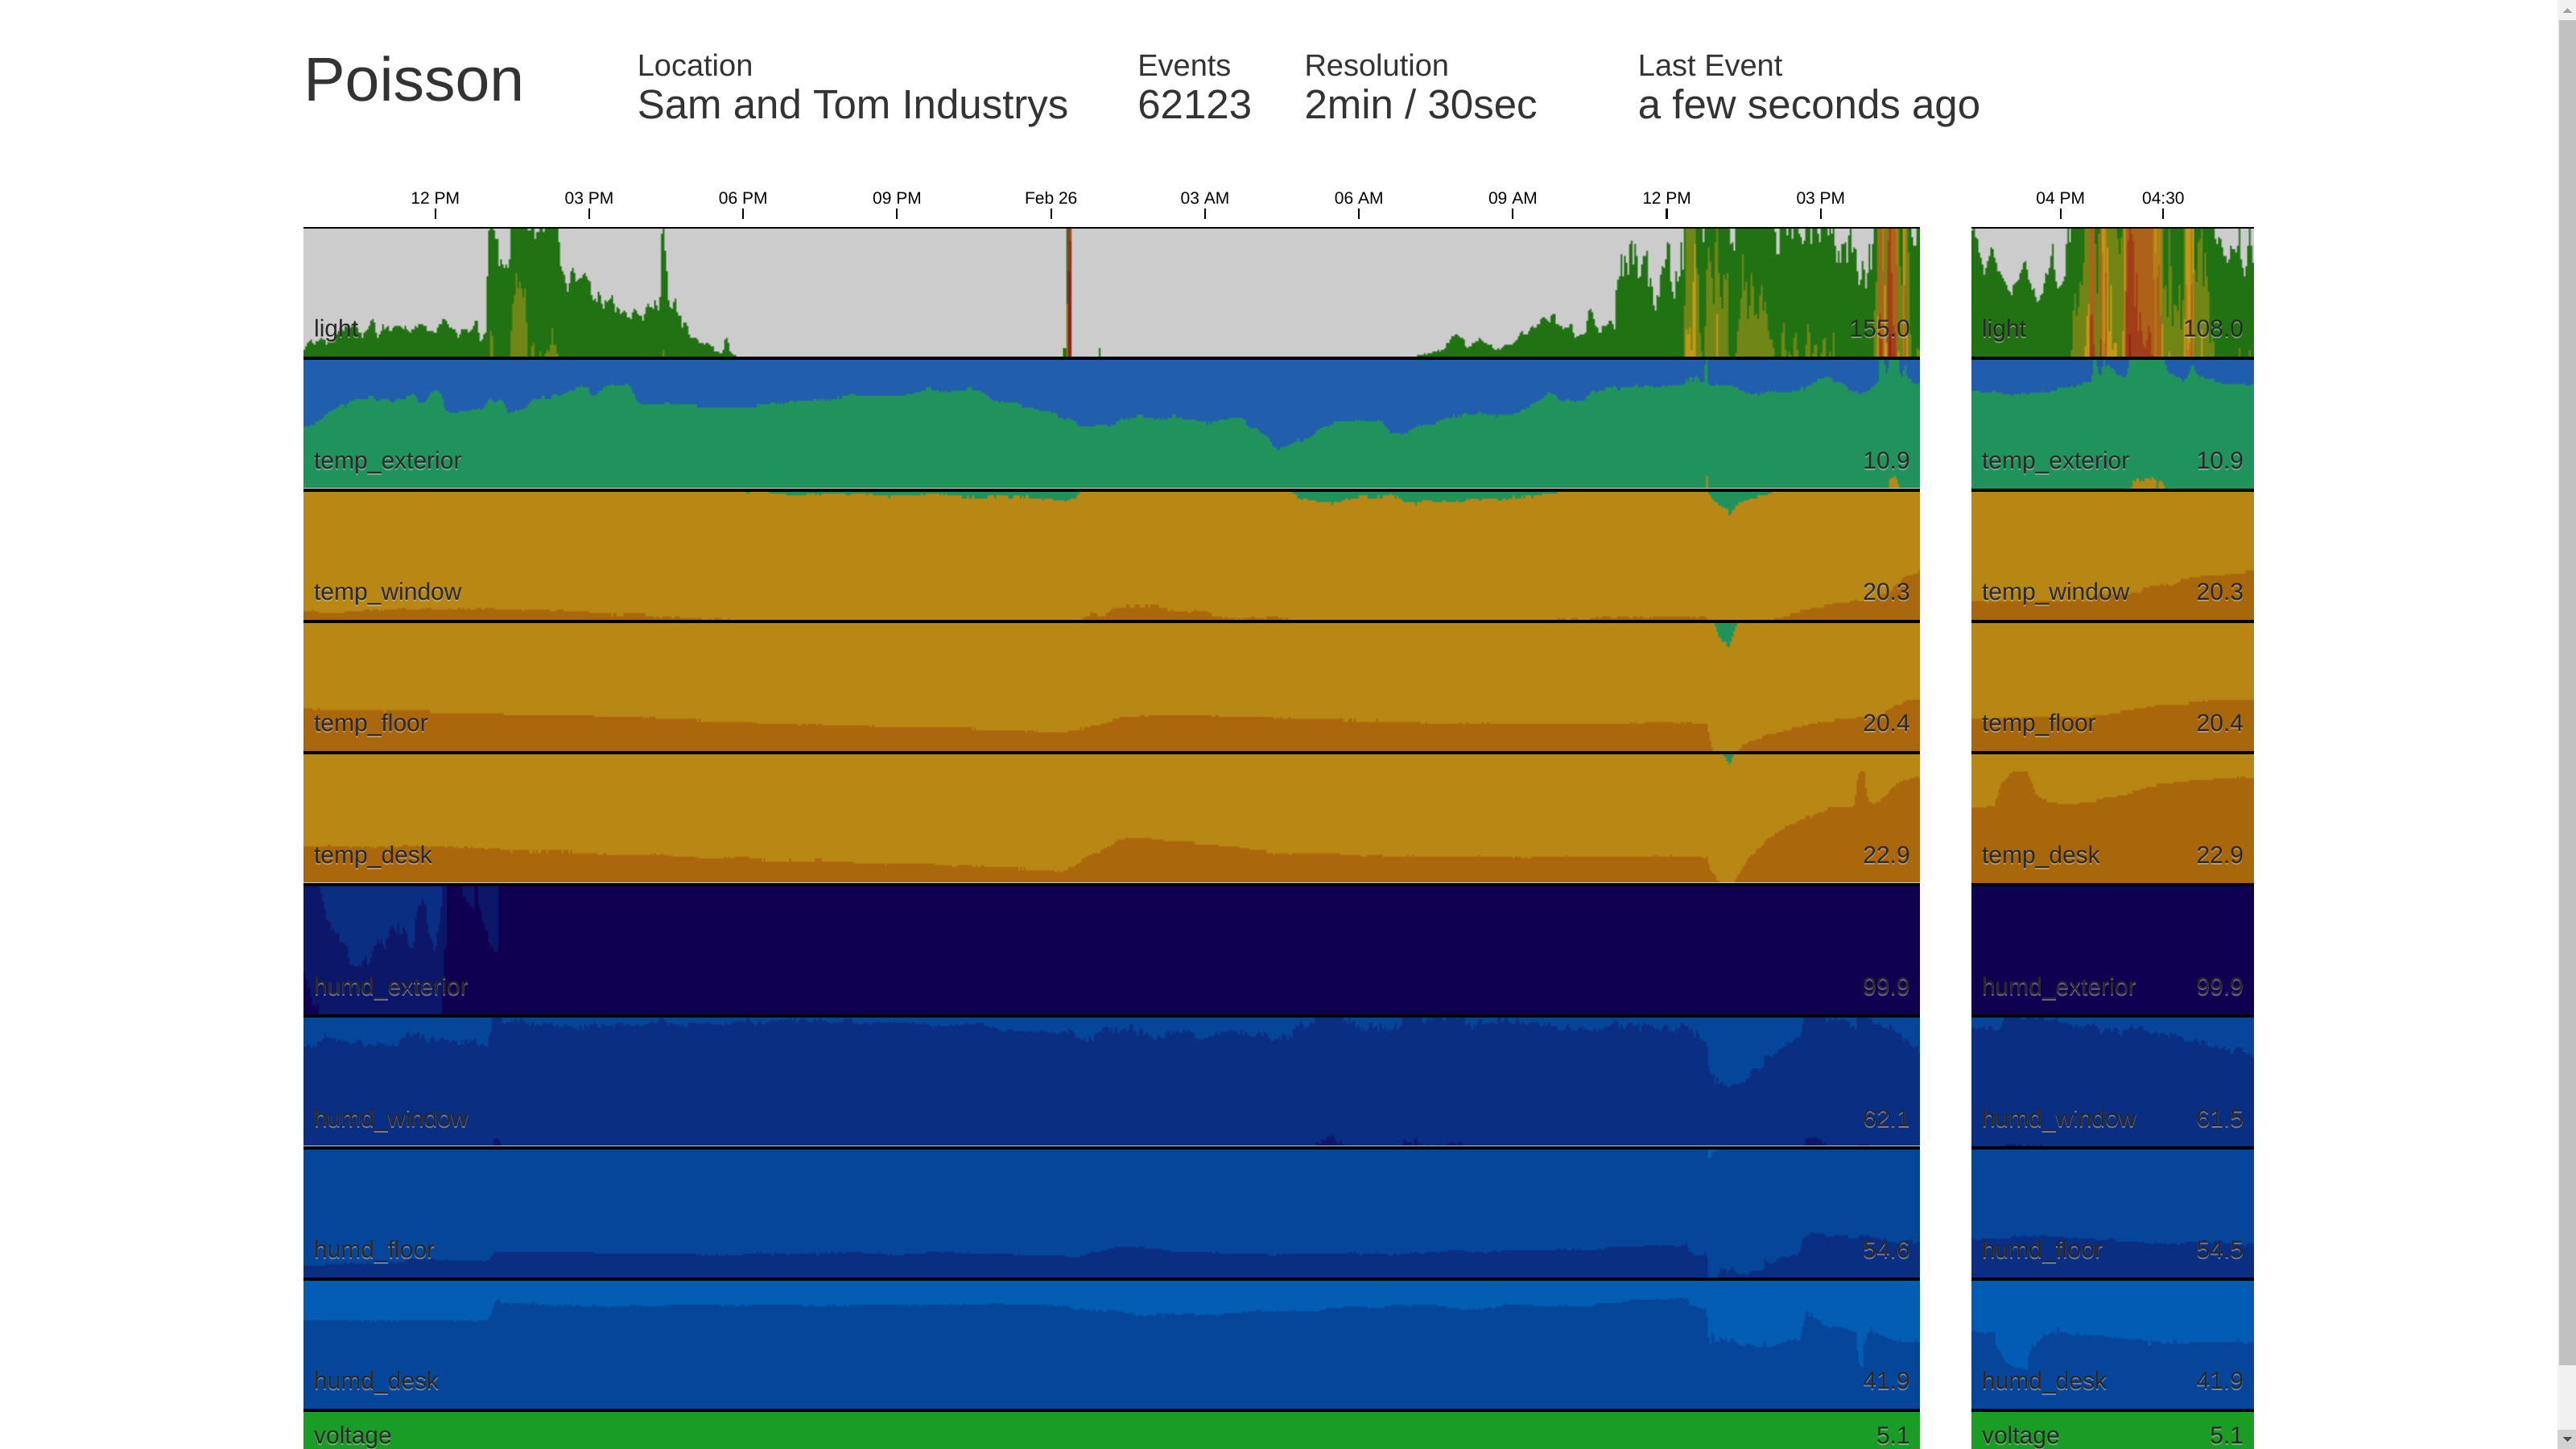 Poisson
Location
Sam and Tom Industrys
Events
62123
Resolution
2min / 30sec
Last Event
a few seconds ago
12 PM 03 PM 06 PM 09 PM Feb 26 03 AM 06 AM 09 AM 12 PM 03 PM 04 PM 04:30
light 155.0 light 108.0
temp_exterior 10.9 temp_exterior 10.9
temp_window 20.3 temp_window 20.3
temp_floor 20.4 temp_floor 20.4
temp_desk 22.9 temp_desk 22.9
humd_exterior 99.9 humd_exterior 99.9
humd_window 62.1 humd_window 61.5
humd_floor 54.6 humd_floor 54.5
humd_desk 41.9 humd_desk 41.9
voltage 5.1 voltage 5.1